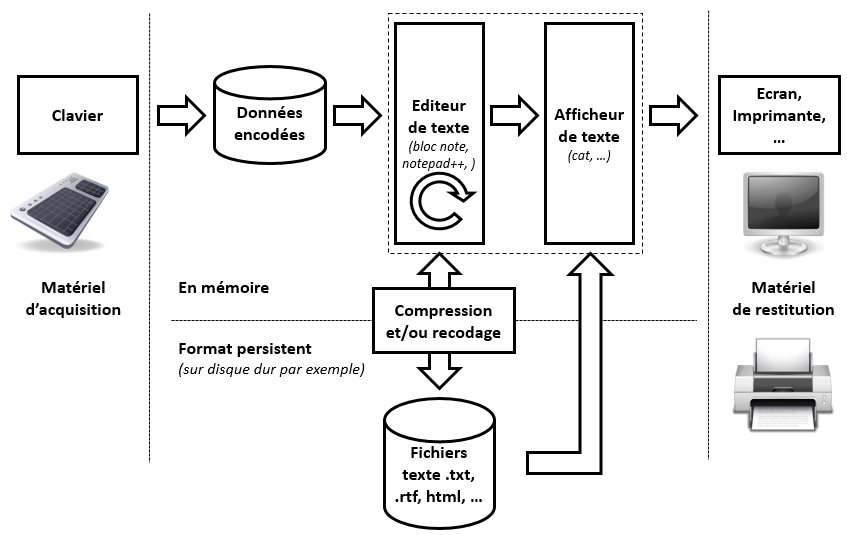 Clavier
Données
encodées
Editeur
de texte
(bloc note,
notepad++, )
Afficheur
de texte
(cat, ...)
Ecran,
Imprimante,
...
Matériel
d'acquisition
En mémoire
Matériel
de restitution
Compression
et/ou recodage
Format persistent
(sur disque dur par exemple)
Fichiers
texte .txt,
.rtf, html, ...